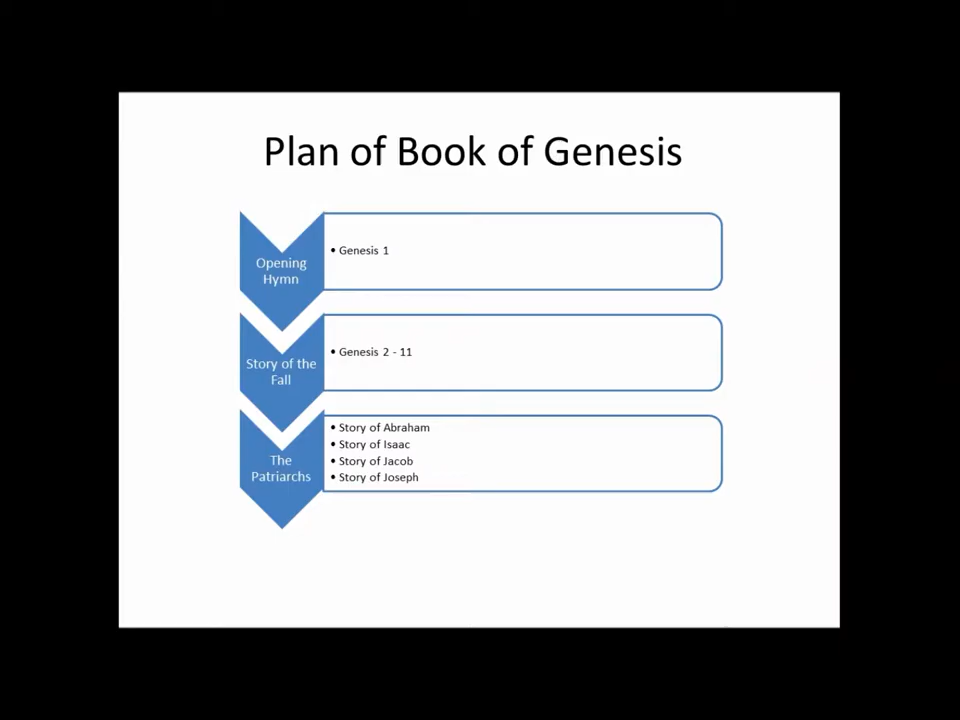 Plan of Book of Genesis
Opening
Hymn
• Genesis 1
Story of the
Fall
• Genesis 2 - 11
The
Patriarchs
• Story of Abraham
• Story of Isaac
• Story of Jacob
• Story of Joseph